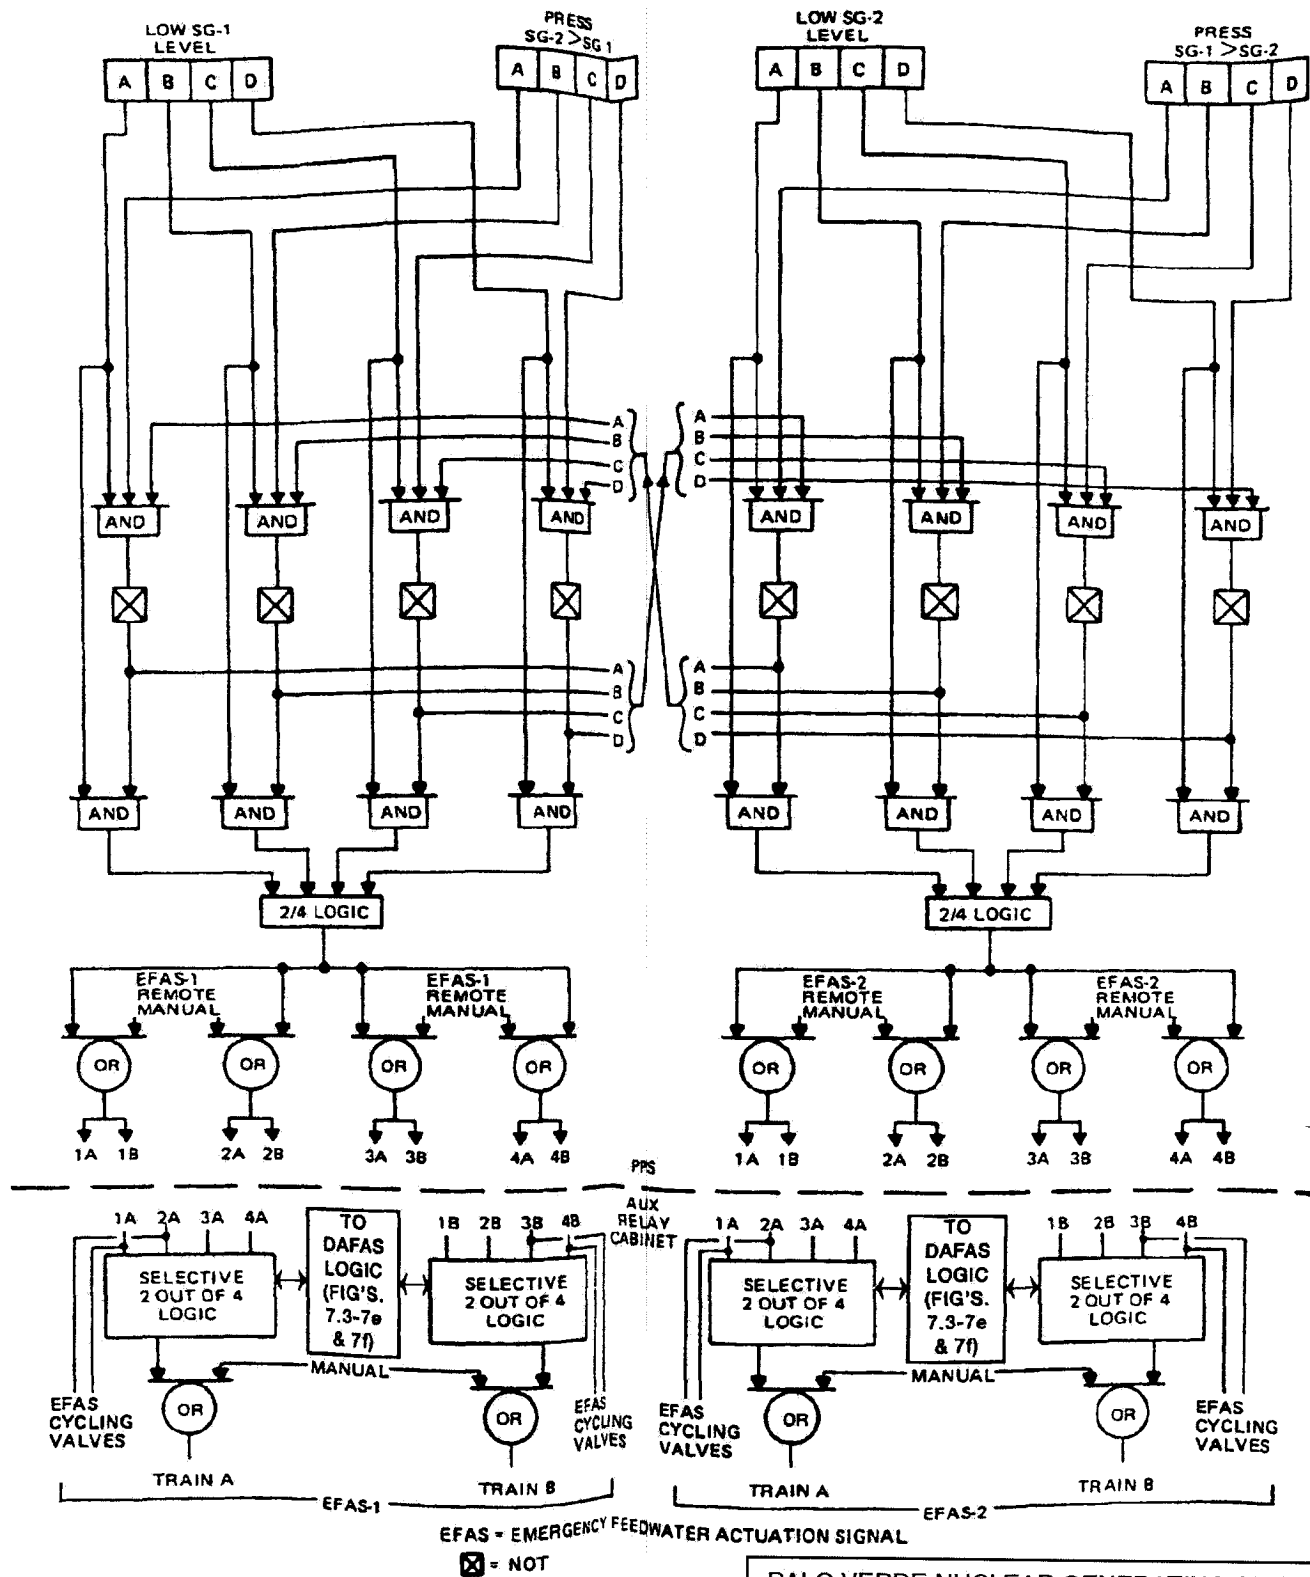 LOW SG-1
LEVEL
A B C D
PRESS
SG-2 > SG 1
A B C D
LOW SG-2
LEVEL
A B C D
PRESS
SG-1 > SG-2
A B C D
A
B
C
D
A
B
C
D
AND AND AND AND
AND AND AND AND
A
B
C
D
A
B
C
D
AND AND AND AND
AND AND AND AND
2/4 LOGIC
2/4 LOGIC
EFAS-1
REMOTE
MANUAL
EFAS-1
REMOTE
MANUAL
EFAS-2
REMOTE
MANUAL
EFAS-2
REMOTE
MANUAL
OR OR OR OR
OR OR OR OR
1A 1B 2A 2B 3A 3B 4A 4B
1A 1B 2A 2B 3A 3B 4A 4B
PPS
AUX
RELAY
CABINET
1A 2A 3A 4A
SELECTIVE
2 OUT OF 4
LOGIC
TO
DAFAS
LOGIC
(FIG'S.
7.3-7e
& 7f)
1B 2B 3B 4B
SELECTIVE
2 OUT OF 4
LOGIC
1A 2A 3A 4A
SELECTIVE
2 OUT OF 4
LOGIC
TO
DAFAS
LOGIC
(FIG'S.
7.3-7e
& 7f)
1B 2B 3B 4B
SELECTIVE
2 OUT OF 4
LOGIC
MANUAL
MANUAL
OR OR
OR OR
EFAS
CYCLING
VALVES
EFAS
CYCLING
VALVES
EFAS
CYCLING
VALVES
EFAS
CYCLING
VALVES
TRAIN A
TRAIN B
TRAIN A
TRAIN B
EFAS-1
EFAS-2
EFAS = EMERGENCY FEEDWATER ACTUATION SIGNAL
= NOT